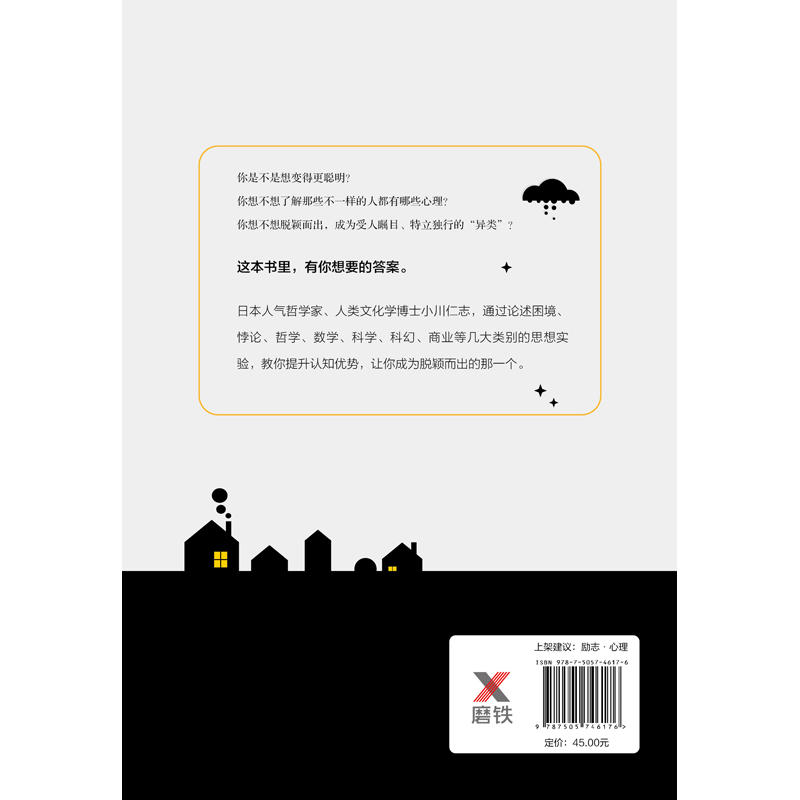 你是不是想变得更聪明？
你想不想了解那些不一样的人都有哪些心理？
你想不想脱颖而出，成为受人瞩目、特立独行的“异类”？
这本书里，有你想要的答案。
日本人气哲学家、人类文化学博士小川仁志，通过论述困境、
悖论、哲学、数学、科学、科幻、商业等几大类别的思想实
验，教你提升认知优势，让你成为脱颖而出的那一个。
上架建议：励志·心理
ISBN 978-7-5057-4617-6
9 787505 746176 >
磨铁
定价：45.00元